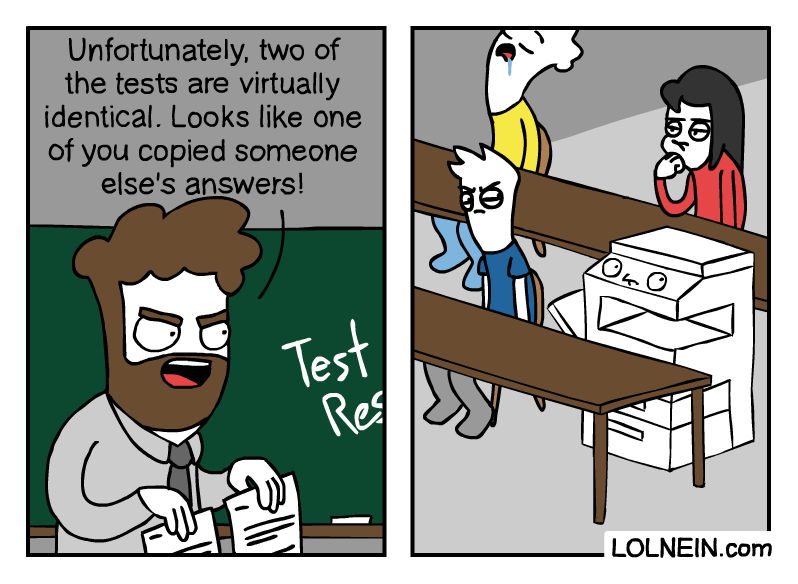 Unfortunately, two of
the tests are virtually
identical. Looks like one
of you copied someone
else's answers!
Test
Res
LOLNEIN.com